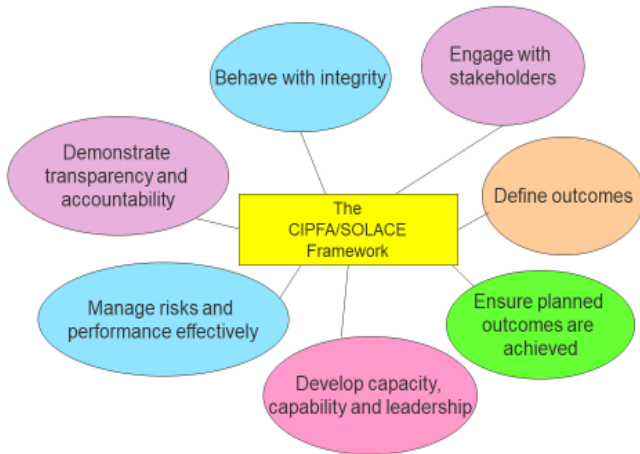 Behave with integrity
Engage with
stakeholders
Demonstrate
transparency and
accountability
The
CIPFA/SOLACE
Framework
Define outcomes
Manage risks and
performance effectively
Ensure planned
outcomes are
achieved
Develop capacity,
capability and leadership